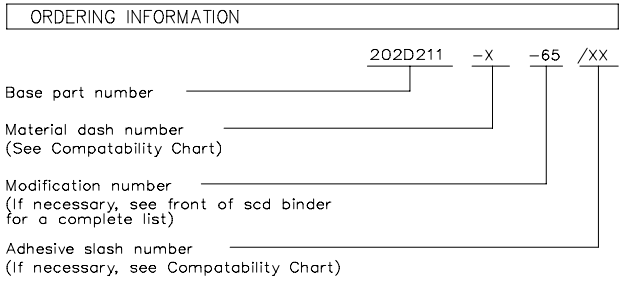 ORDERING INFORMATION
202D211 -X -65 /XX
Base part number
Material dash number
(See Compatability Chart)
Modification number
(If necessary, see front of scd binder
for a complete list)
Adhesive slash number
(If necessary, see Compatability Chart)